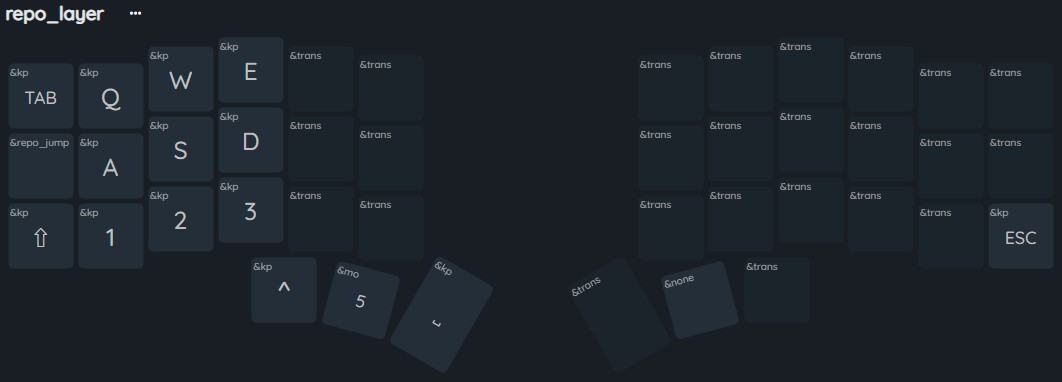 repo_layer ...
&kp TAB &kp Q &kp W &kp E &trans &trans &trans &trans &trans &trans &trans &trans
&repo_jump &kp A &kp S &kp D &trans &trans &trans &trans &trans &trans &trans &trans
&kp ⇧ &kp 1 &kp 2 &kp 3 &trans &trans &trans &trans &trans &trans &trans &kp ESC
&kp ^ &mo 5 &kp ␣ &trans &none &trans